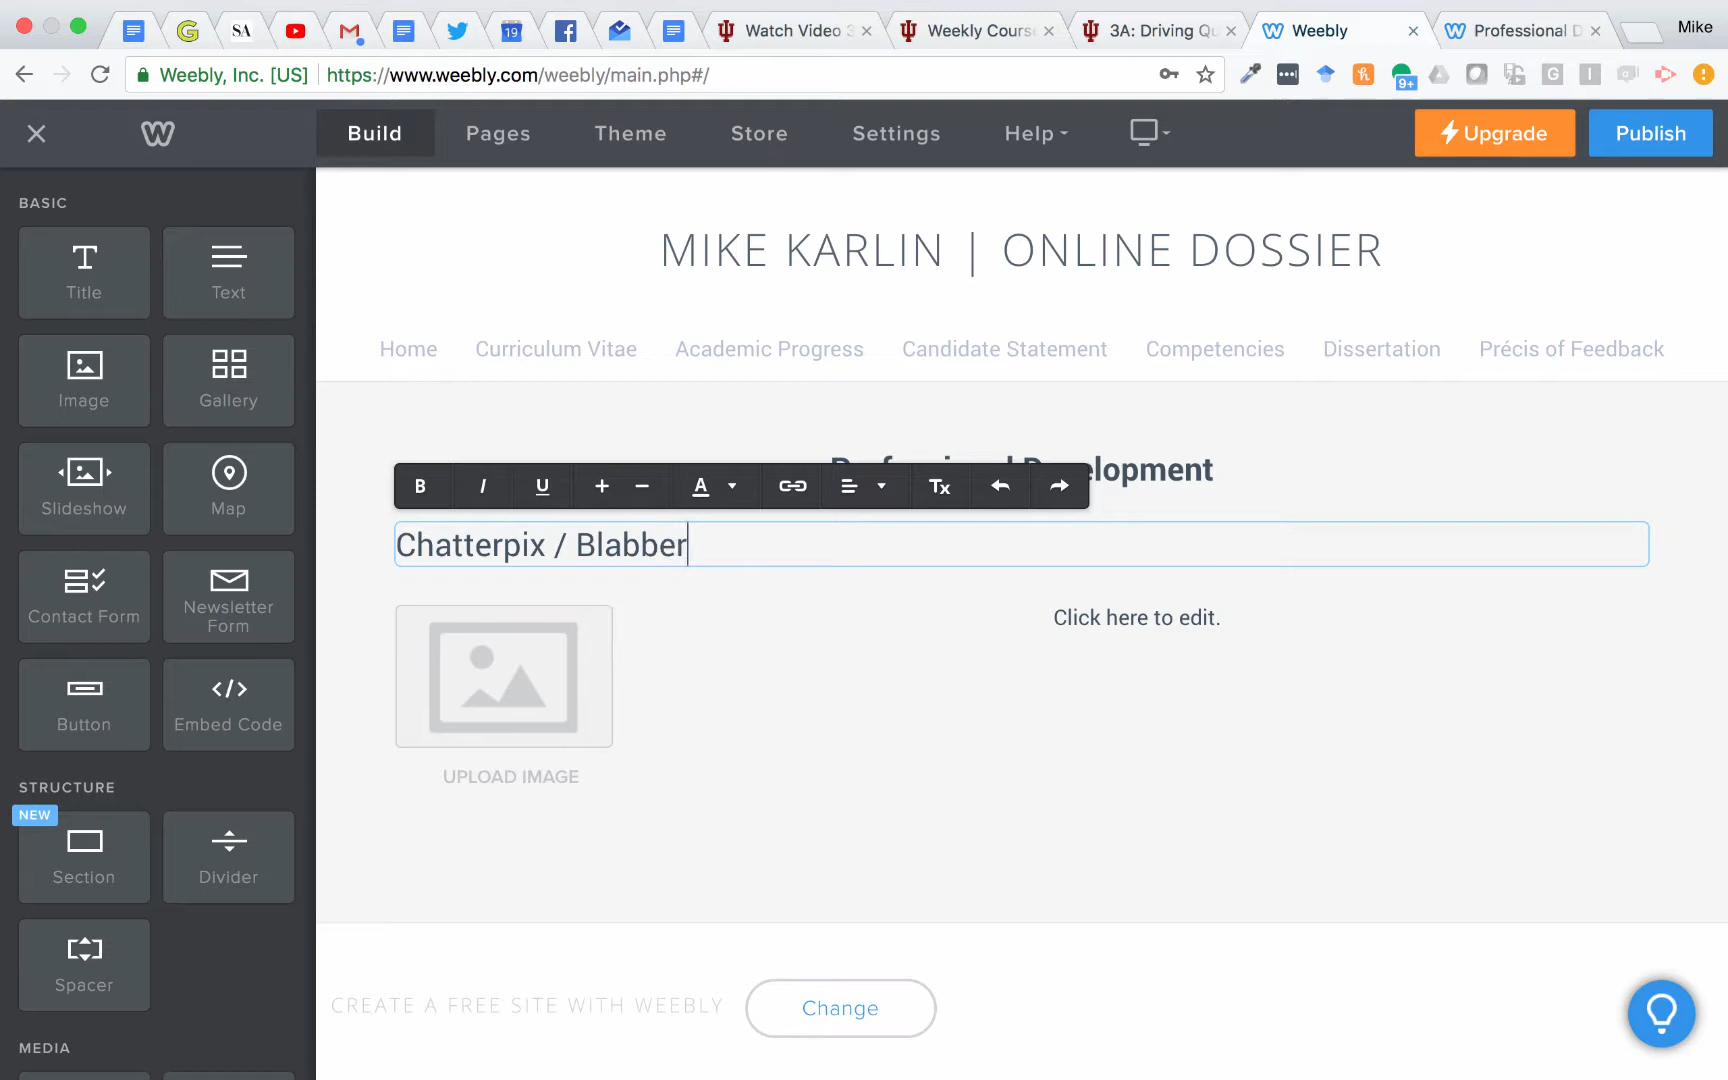 SA
19
Watch Video 3
Weekly Course
3A: Driving Qu
Weebly
Professional D
Mike
Weebly, Inc. [US]
https://www.weebly.com/weebly/main.php#/
9+
Build
Pages
Theme
Store
Settings
Help
Upgrade
Publish
BASIC
Title
Text
Image
Gallery
Slideshow
Map
Contact Form
Newsletter
Form
Button
Embed Code
STRUCTURE
NEW
Section
Divider
Spacer
MEDIA
MIKE KARLIN | ONLINE DOSSIER
Home
Curriculum Vitae
Academic Progress
Candidate Statement
Competencies
Dissertation
Précis of Feedback
Professional Development
B I U + − A Tx
Chatterpix / Blabber
Click here to edit.
UPLOAD IMAGE
CREATE A FREE SITE WITH WEEBLY
Change